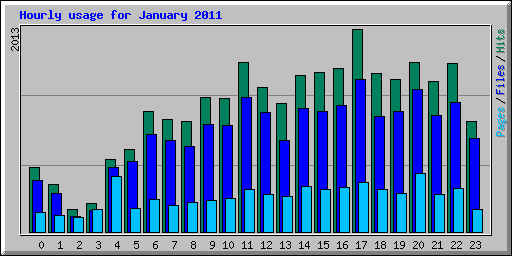 Hourly usage for January 2011
2013
Pages / Files / Hits
0 1 2 3 4 5 6 7 8 9 10 11 12 13 14 15 16 17 18 19 20 21 22 23